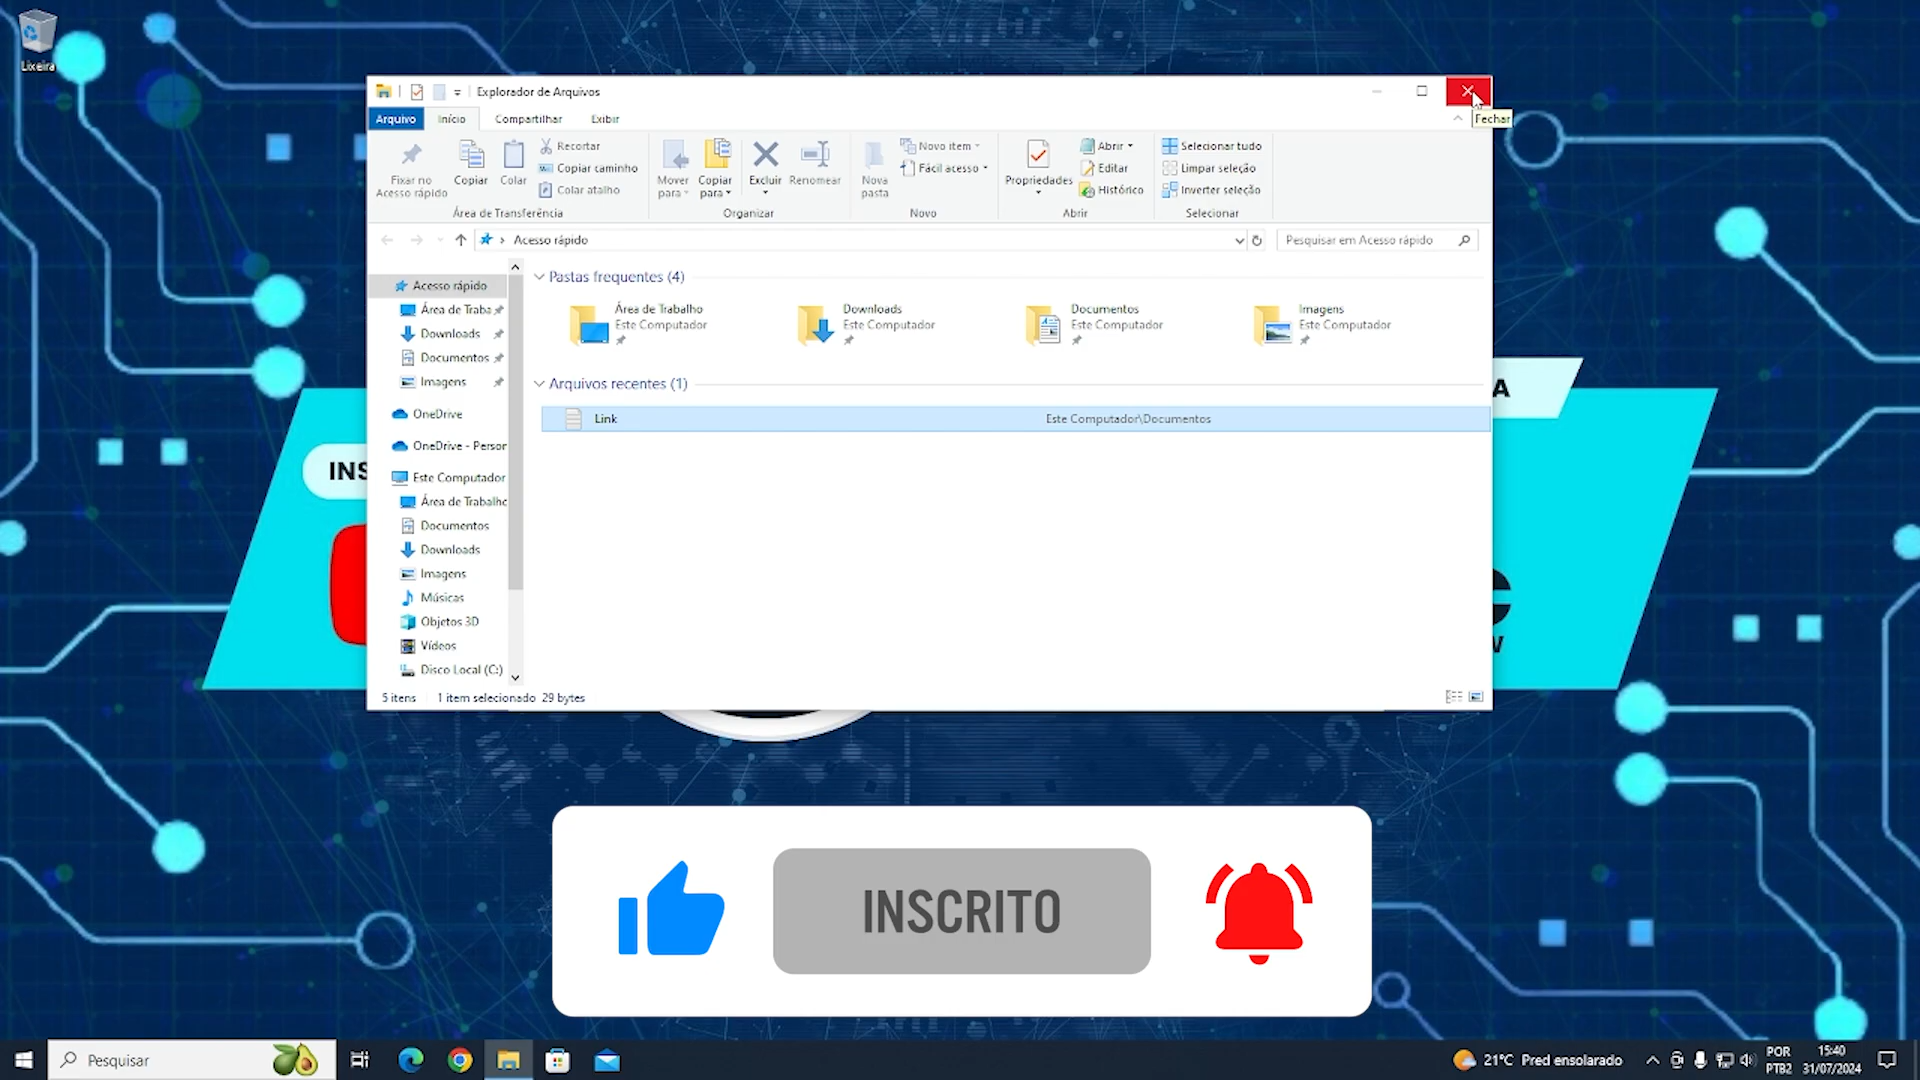 Lixeira
Explorador de Arquivos
Fechar
Arquivo Início Compartilhar Exibir
Fixar no
Acesso rápido
Copiar
Colar
Recortar
Copiar caminho
Colar atalho
Área de Transferência
Mover
para
Copiar
para
Excluir
Renomear
Organizar
Nova
pasta
Novo item
Fácil acesso
Novo
Propriedades
Abrir
Editar
Histórico
Abrir
Selecionar tudo
Limpar seleção
Inverter seleção
Selecionar
Acesso rápido
Pesquisar em Acesso rápido
Acesso rápido
Área de Traba
Downloads
Documentos
Imagens
OneDrive
OneDrive - Person
Este Computador
Área de Trabalho
Documentos
Downloads
Imagens
Músicas
Objetos 3D
Vídeos
Disco Local (C:)
Pastas frequentes (4)
Área de Trabalho
Este Computador
Downloads
Este Computador
Documentos
Este Computador
Imagens
Este Computador
Arquivos recentes (1)
Link Este Computador\Documentos
5 itens 1 item selecionado 29 bytes
INS
A
W
INSCRITO
Pesquisar
21°C Pred ensolarado
POR
PTB2
15:40
31/07/2024